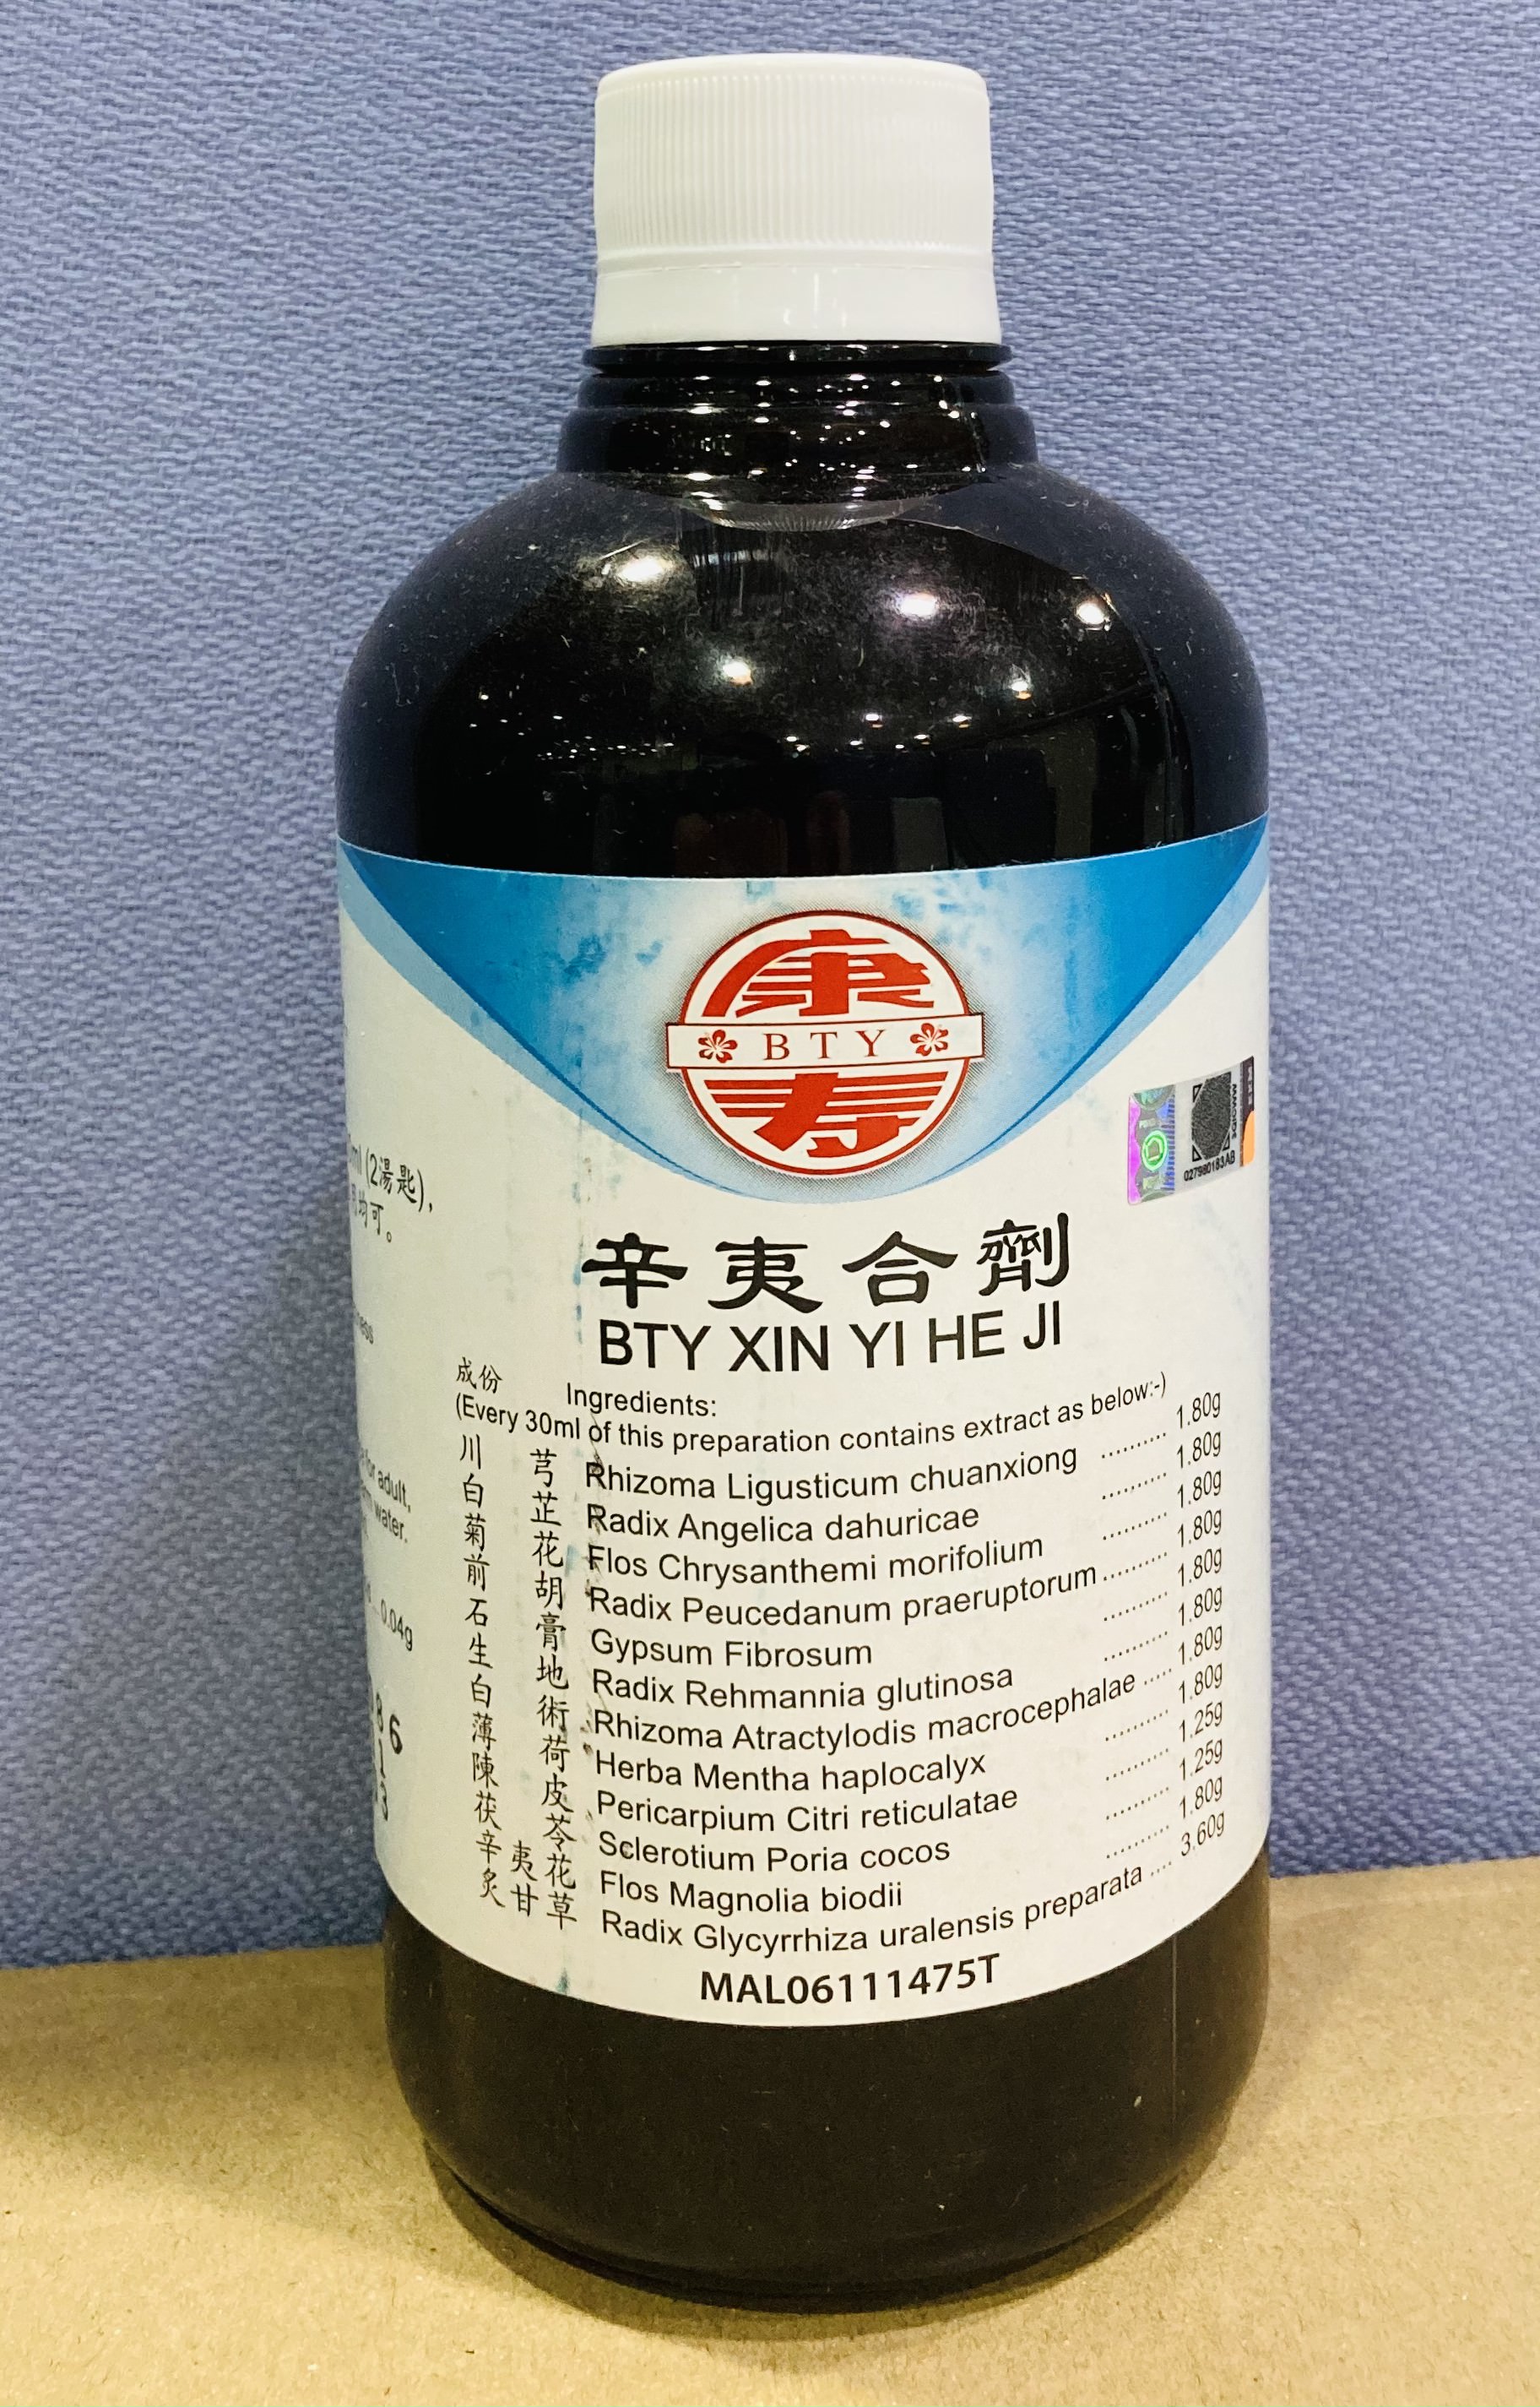 康
BTY
寿
027980183AB
辛夷合劑
BTY XIN YI HE JI
成份 Ingredients:
(Every 30ml of this preparation contains extract as below:-)
川芎 Rhizoma Ligusticum chuanxiong .......... 1.80g
白芷 Radix Angelica dahuricae .......... 1.80g
菊花 Flos Chrysanthemi morifolium .......... 1.80g
前胡 Radix Peucedanum praeruptorum .......... 1.80g
石膏 Gypsum Fibrosum .......... 1.80g
生地 Radix Rehmannia glutinosa .......... 1.80g
白術 Rhizoma Atractylodis macrocephalae ..... 1.80g
薄荷 Herba Mentha haplocalyx .......... 1.80g
陳皮 Pericarpium Citri reticulatae .......... 1.25g
茯苓 Sclerotium Poria cocos .......... 1.25g
辛夷花 Flos Magnolia biodii .......... 1.80g
炙甘草 Radix Glycyrrhiza uralensis preparata .... 3.60g
MAL06111475T
ml (2湯匙),
均可。
for adult,
water.
0.04g
86
1
3